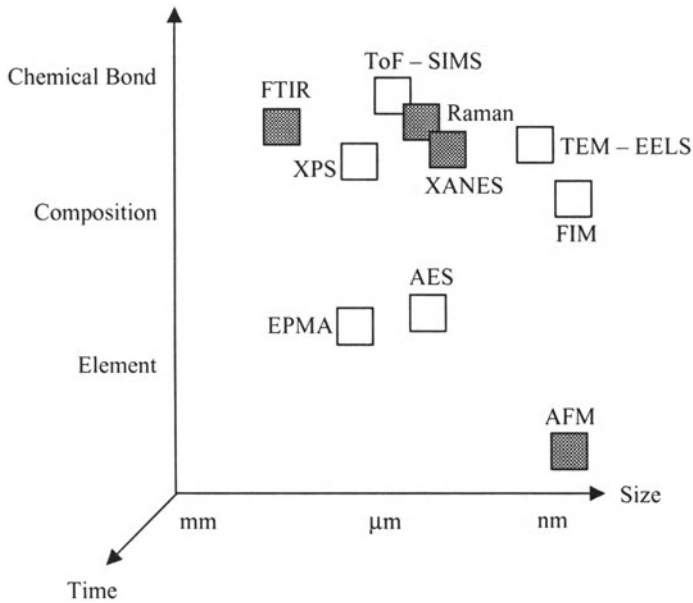 ToF – SIMS
Chemical Bond
FTIR
Raman
TEM – EELS
XPS
XANES
Composition
FIM
AES
EPMA
Element
AFM
Size
mm
μm
nm
Time